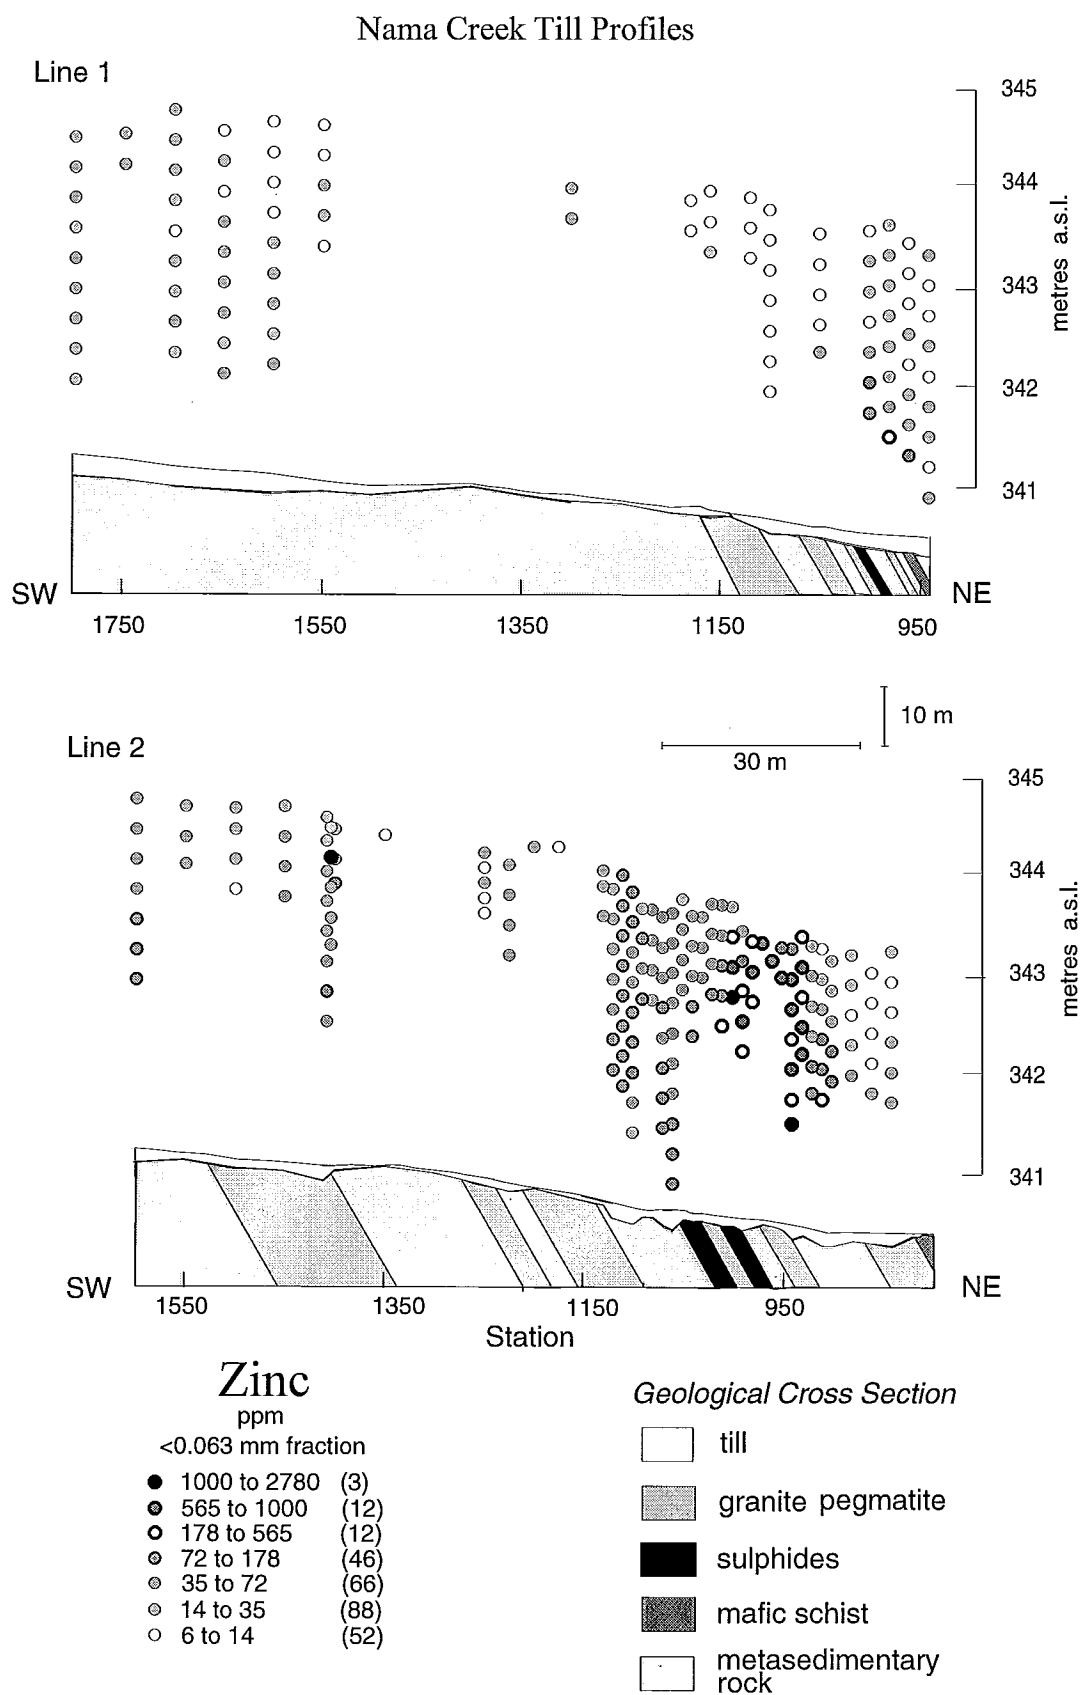 Nama Creek Till Profiles
Line 1
345
344
343
342
341
metres a.s.l.
SW
NE
1750
1550
1350
1150
950
10 m
30 m
Line 2
345
344
343
342
341
metres a.s.l.
SW
NE
1550
1350
1150
950
Station
Zinc
ppm
<0.063 mm fraction
1000 to 2780 (3)
565 to 1000 (12)
178 to 565 (12)
72 to 178 (46)
35 to 72 (66)
14 to 35 (88)
6 to 14 (52)
Geological Cross Section
till
granite pegmatite
sulphides
mafic schist
metasedimentary
rock